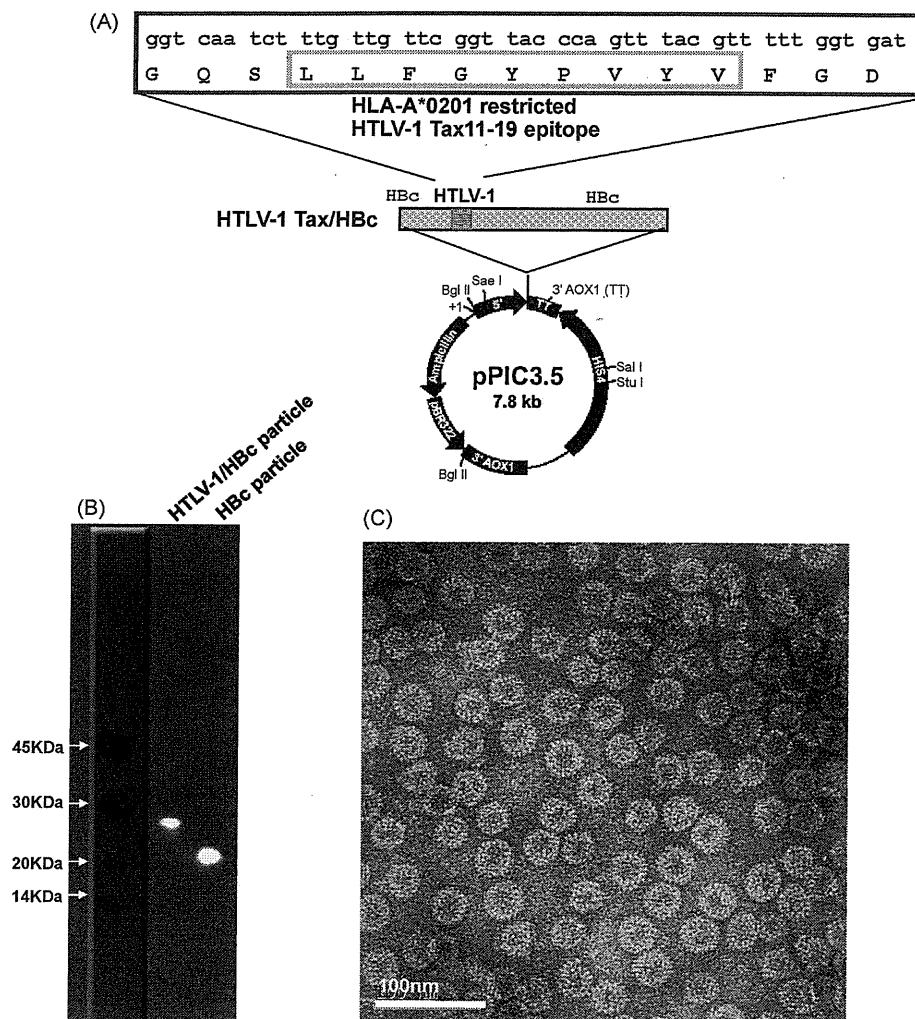 (A)
ggt caa tct ttg ttg ttc ggt tac cca gtt tac gtt ttt ggt gat
G Q S L L F G Y P V Y V F G D
HLA-A*0201 restricted
HTLV-1 Tax11-19 epitope
HBc HTLV-1 HBc
HTLV-1 Tax/HBc
Sae I
Bgl II
+1
5'
TT
3' AOX1 (TT)
Ampicillin
HIS4
Sal I
Stu I
pPIC3.5
7.8 kb
pBR322
Bgl II
3'AOX1
(B)
HTLV-1/HBc particle
HBc particle
45KDa
30KDa
20KDa
14KDa
(C)
100nm